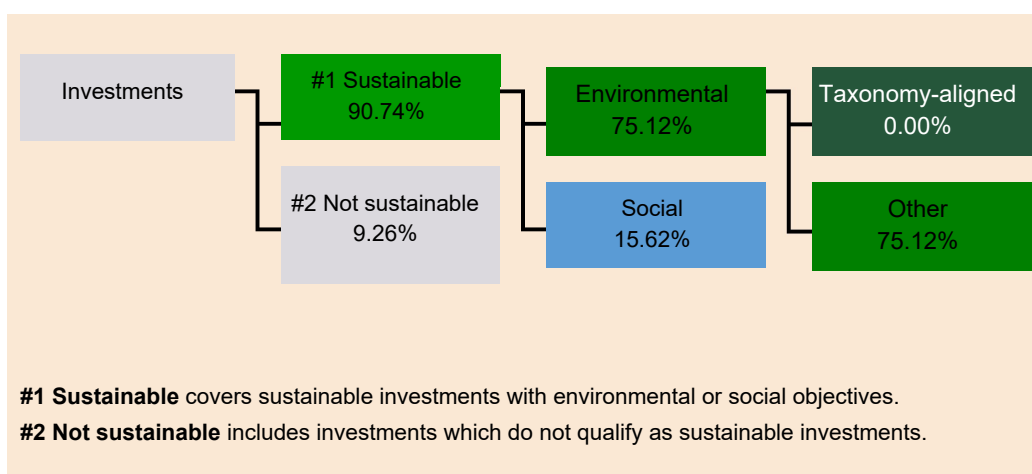 Investments
#1 Sustainable
90.74%
#2 Not sustainable
9.26%
Environmental
75.12%
Social
15.62%
Taxonomy-aligned
0.00%
Other
75.12%
#1 Sustainable covers sustainable investments with environmental or social objectives.
#2 Not sustainable includes investments which do not qualify as sustainable investments.